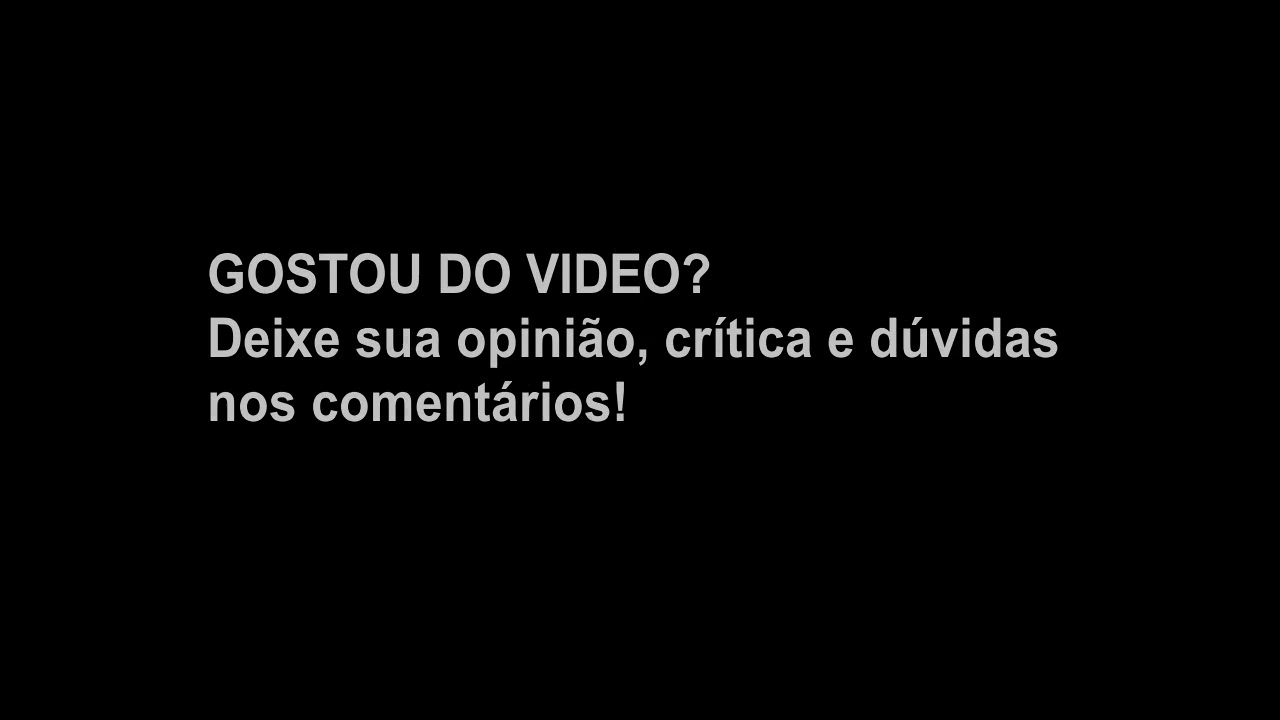 GOSTOU DO VIDEO?
Deixe sua opinião, crítica e dúvidas
nos comentários!